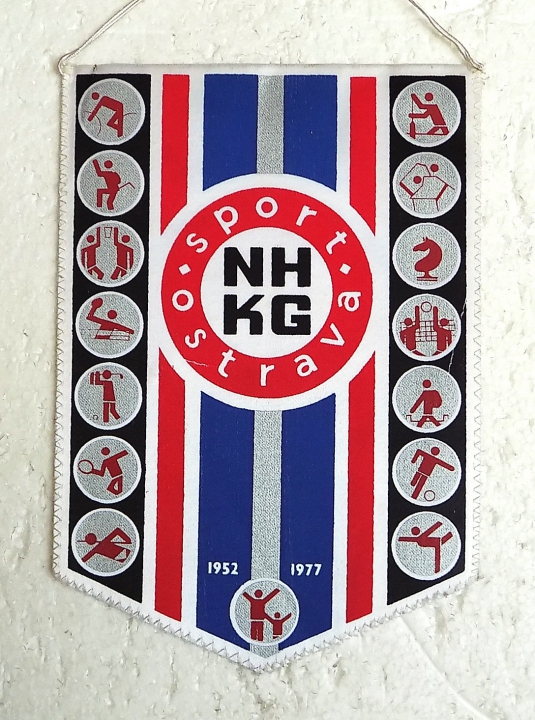 sport
NH
KG
ostrava
1952 1977